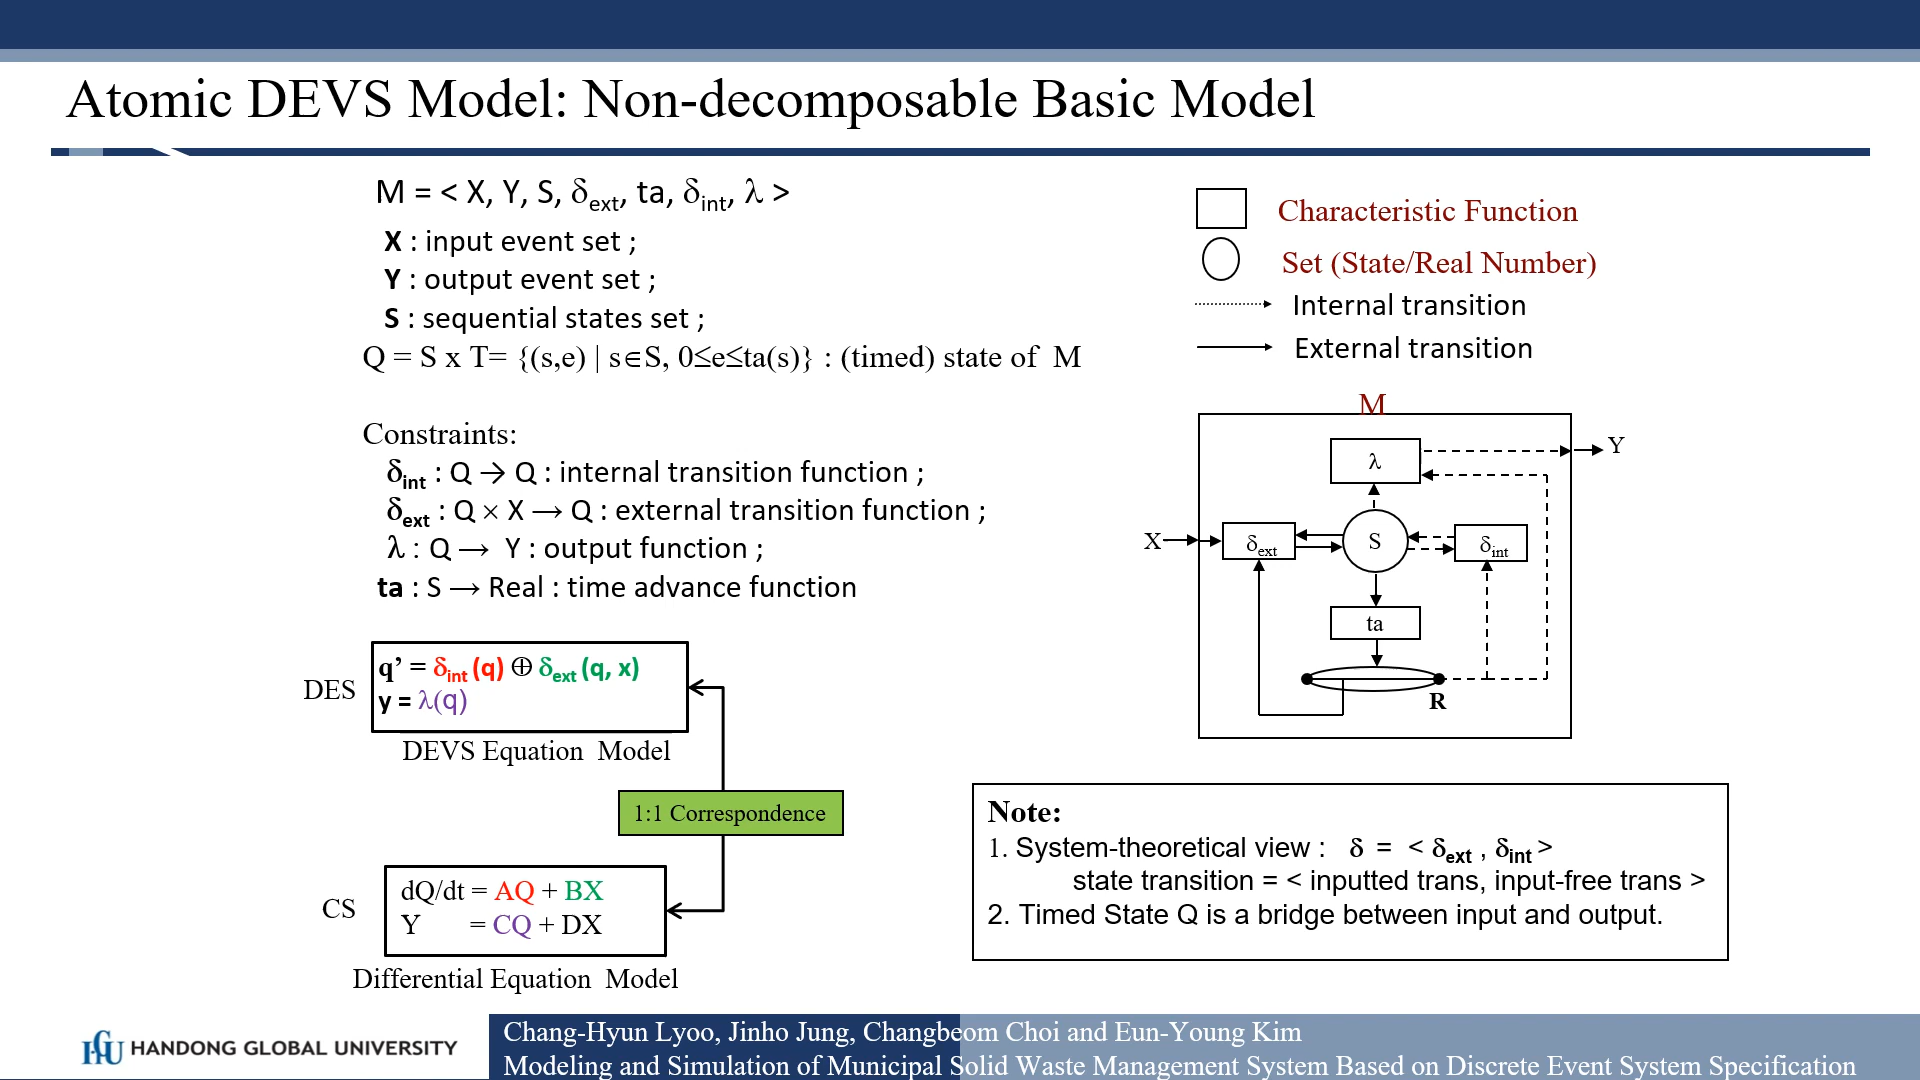 Atomic DEVS Model: Non-decomposable Basic Model
M = < X, Y, S, δext, ta, δint, λ >
X : input event set ;
Y : output event set ;
S : sequential states set ;
Q = S x T= {(s,e) | s∈S, 0≤e≤ta(s)} : (timed) state of M
Constraints:
δint : Q → Q : internal transition function ;
δext : Q × X → Q : external transition function ;
λ : Q → Y : output function ;
ta : S → Real : time advance function
DES
q’ = δint (q) ⊕ δext (q, x)
y = λ(q)
DEVS Equation Model
1:1 Correspondence
CS
dQ/dt = AQ + BX
Y = CQ + DX
Differential Equation Model
Characteristic Function
Set (State/Real Number)
Internal transition
External transition
M
λ
Y
X
δext
S
δint
ta
R
Note:
1. System-theoretical view : δ = < δext , δint >
state transition = < inputted trans, input-free trans >
2. Timed State Q is a bridge between input and output.
HANDONG GLOBAL UNIVERSITY
Chang-Hyun Lyoo, Jinho Jung, Changbeom Choi and Eun-Young Kim
Modeling and Simulation of Municipal Solid Waste Management System Based on Discrete Event System Specification